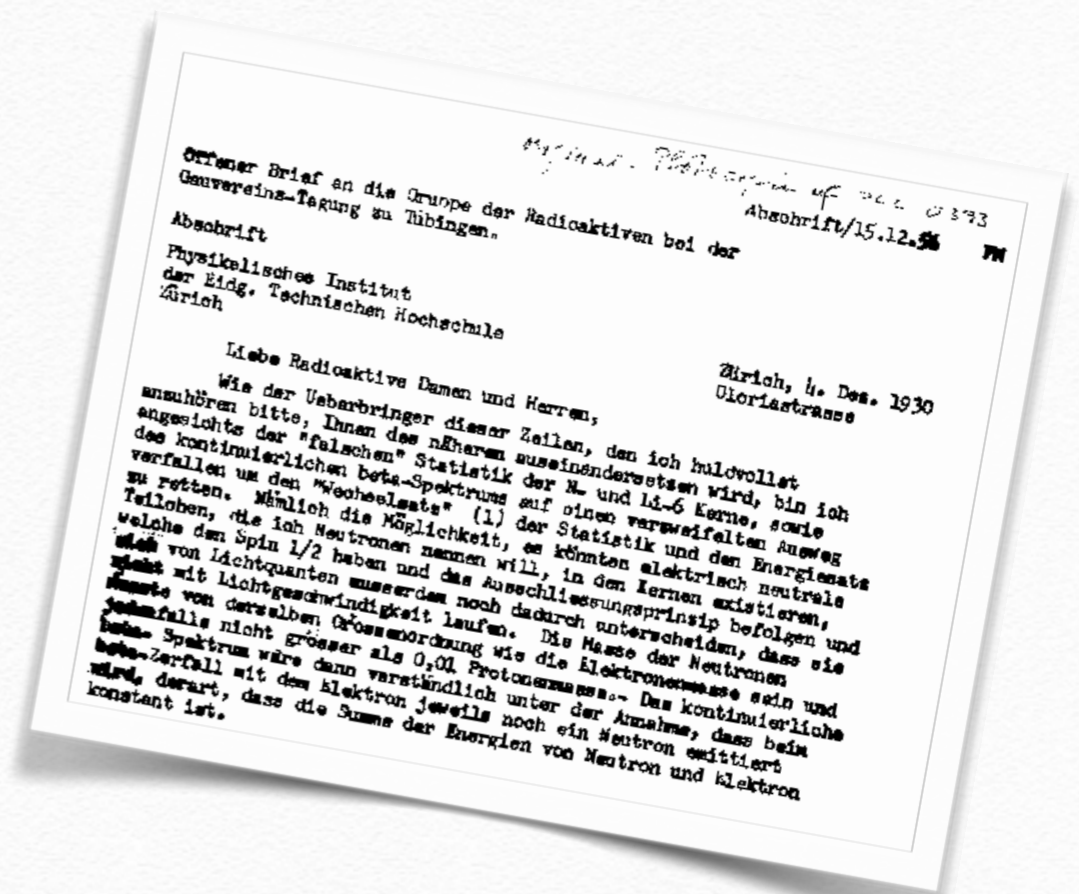 Original - Photocopie of PLC 0393
Abschrift/15.12.56 PM
Offener Brief an die Gruppe der Radioaktiven bei der
Gauvereins-Tagung zu Tübingen.
Abschrift
Physikalisches Institut
der Eidg. Technischen Hochschule
Zürich
Zürich, 4. Dez. 1930
Gloriastrasse
Liebe Radioaktive Damen und Herren,
Wie der Ueberbringer dieser Zeilen, den ich huldvollst
anzuhören bitte, Ihnen des näheren auseinandersetzen wird, bin ich
angesichts der "falschen" Statistik der N- und Li-6 Kerne, sowie
des kontinuierlichen beta-Spektrums auf einen verzweifelten Ausweg
verfallen um den "Wechselsatz" (1) der Statistik und den Energiesatz
zu retten. Nämlich die Möglichkeit, es könnten elektrisch neutrale
Teilchen, die ich Neutronen nennen will, in den Kernen existieren,
welche den Spin 1/2 haben und das Ausschliessungsprinzip befolgen und
sich von Lichtquanten ausserdem noch dadurch unterscheiden, dass sie
nicht mit Lichtgeschwindigkeit laufen. Die Masse der Neutronen
müsste von derselben Grossenordnung wie die Elektronenmasse sein und
jedenfalls nicht grösser als 0,01 Protonenmasse.- Das kontinuierliche
beta- Spektrum wäre dann verständlich unter der Annahme, dass beim
beta-Zerfall mit dem Elektron jeweils noch ein Neutron emittiert
wird, derart, dass die Summe der Energien von Neutron und Elektron
konstant ist.